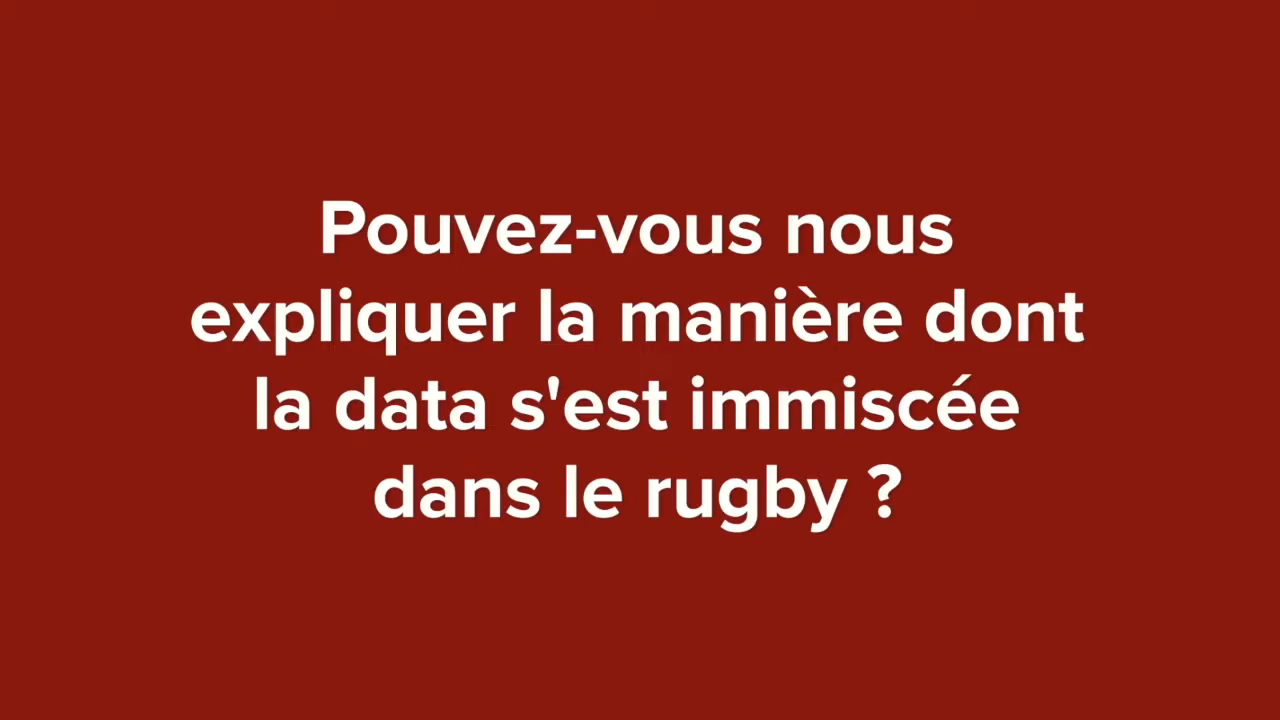 Pouvez-vous nous
expliquer la manière dont
la data s'est immiscée
dans le rugby ?